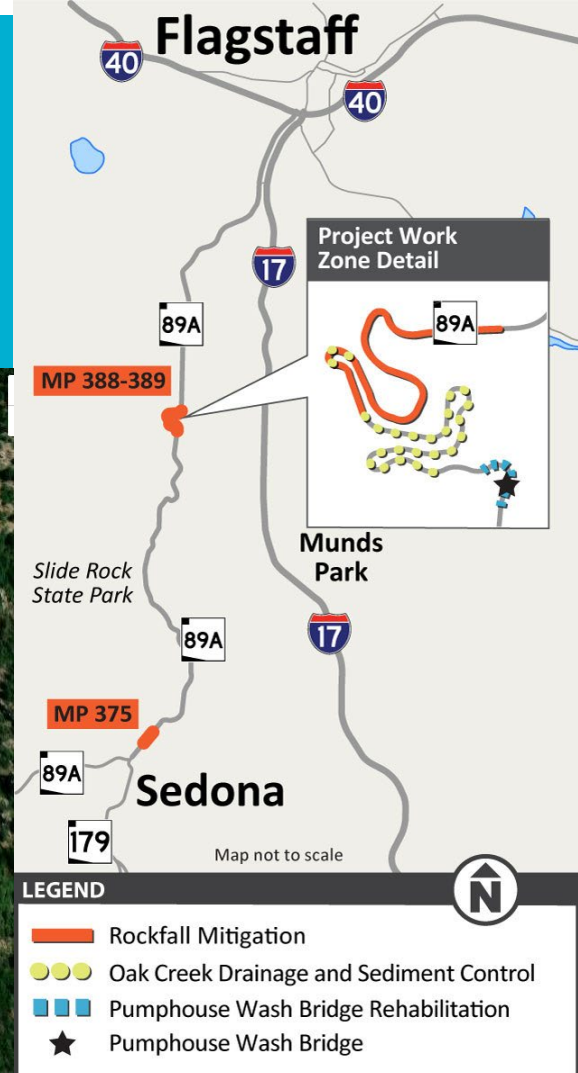 Flagstaff
40
40
17
Project Work
Zone Detail
89A
89A
MP 388-389
Munds
Park
Slide Rock
State Park
17
89A
MP 375
89A
Sedona
179
Map not to scale
LEGEND
N
Rockfall Mitigation
Oak Creek Drainage and Sediment Control
Pumphouse Wash Bridge Rehabilitation
Pumphouse Wash Bridge